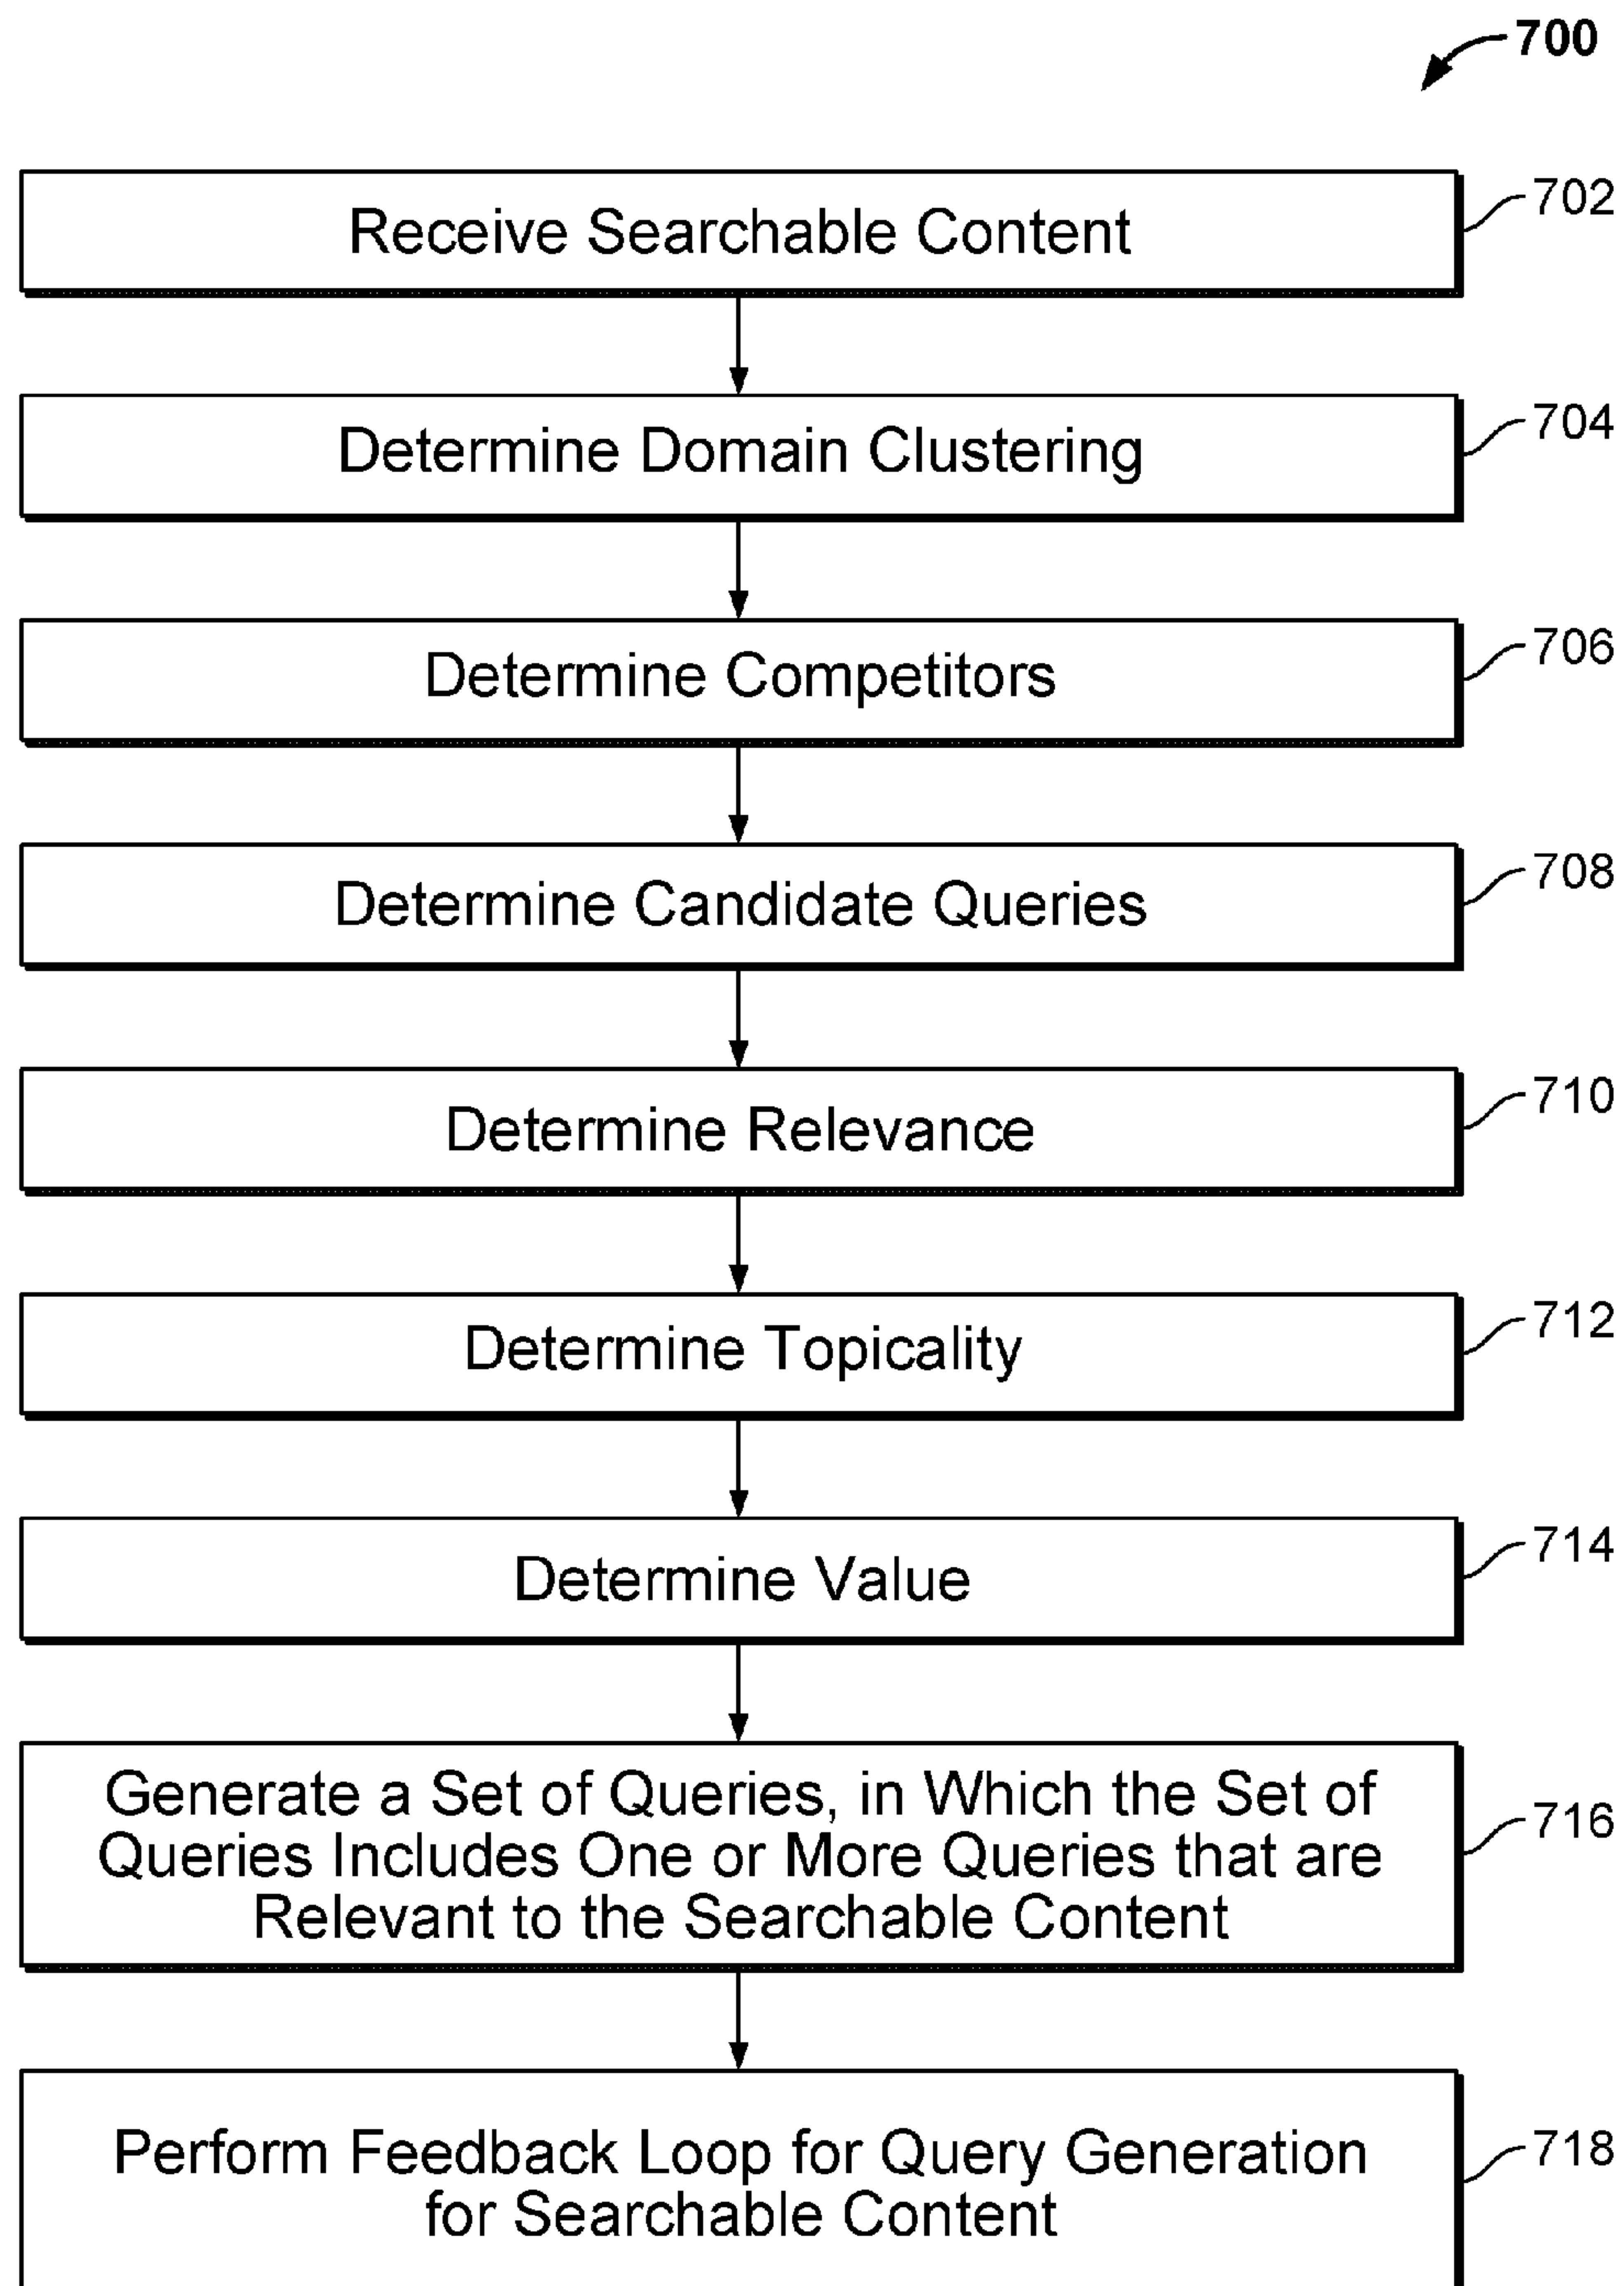 700
Receive Searchable Content
702
Determine Domain Clustering
704
Determine Competitors
706
Determine Candidate Queries
708
Determine Relevance
710
Determine Topicality
712
Determine Value
714
Generate a Set of Queries, in Which the Set of
Queries Includes One or More Queries that are
Relevant to the Searchable Content
716
Perform Feedback Loop for Query Generation
for Searchable Content
718